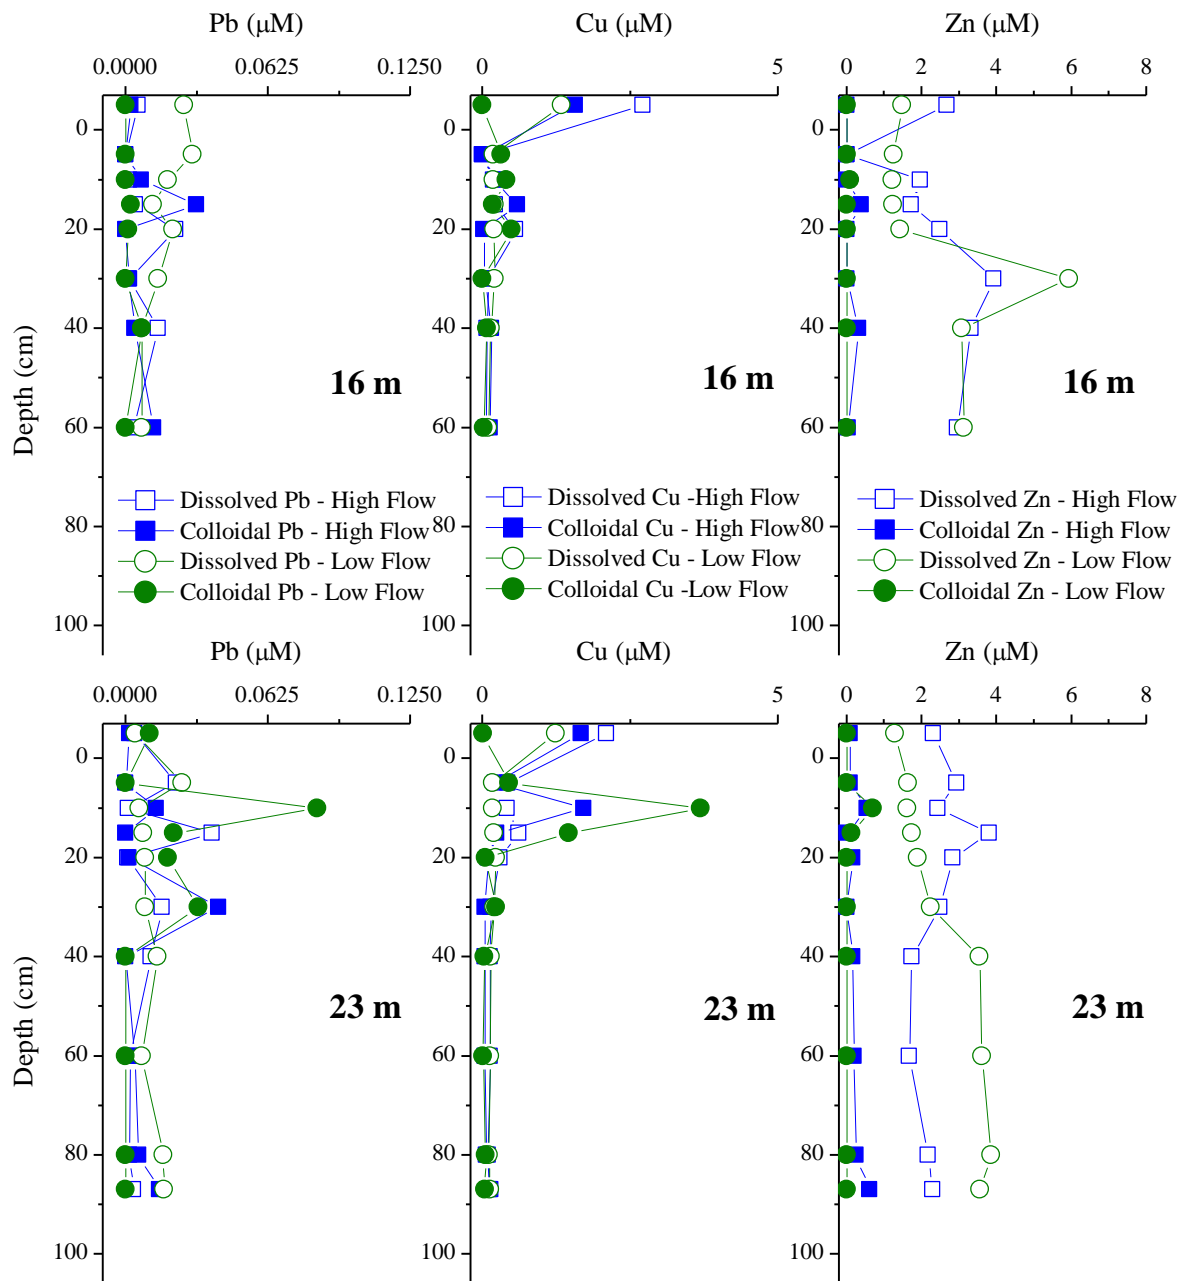 Pb (μM)
Cu (μM)
Zn (μM)
0.0000 0.0625 0.1250
0 5
0 2 4 6 8
0
20
40
60
80
100
Depth (cm)
16 m
16 m
16 m
Dissolved Pb - High Flow
Colloidal Pb - High Flow
Dissolved Pb - Low Flow
Colloidal Pb - Low Flow
Dissolved Cu -High Flow
Colloidal Cu - High Flow
Dissolved Cu - Low Flow
Colloidal Cu -Low Flow
Dissolved Zn - High Flow
Colloidal Zn - High Flow
Dissolved Zn - Low Flow
Colloidal Zn - Low Flow
Pb (μM)
Cu (μM)
Zn (μM)
0.0000 0.0625 0.1250
0 5
0 2 4 6 8
0
20
40
60
80
100
Depth (cm)
23 m
23 m
23 m